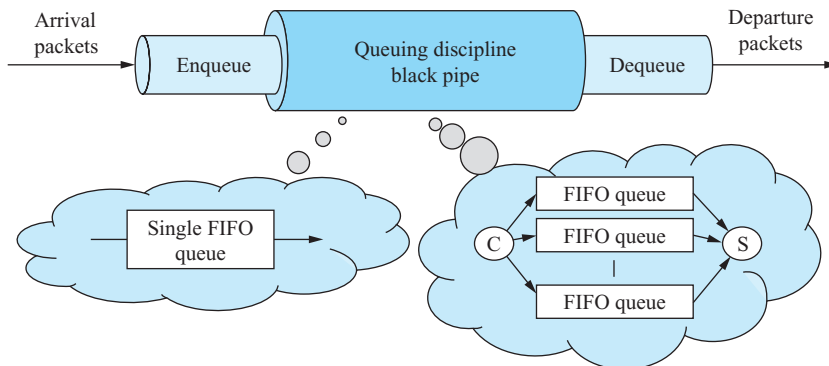 Arrival
packets
Enqueue
Queuing discipline
black pipe
Dequeue
Departure
packets
Single FIFO
queue
C
FIFO queue
FIFO queue
FIFO queue
S